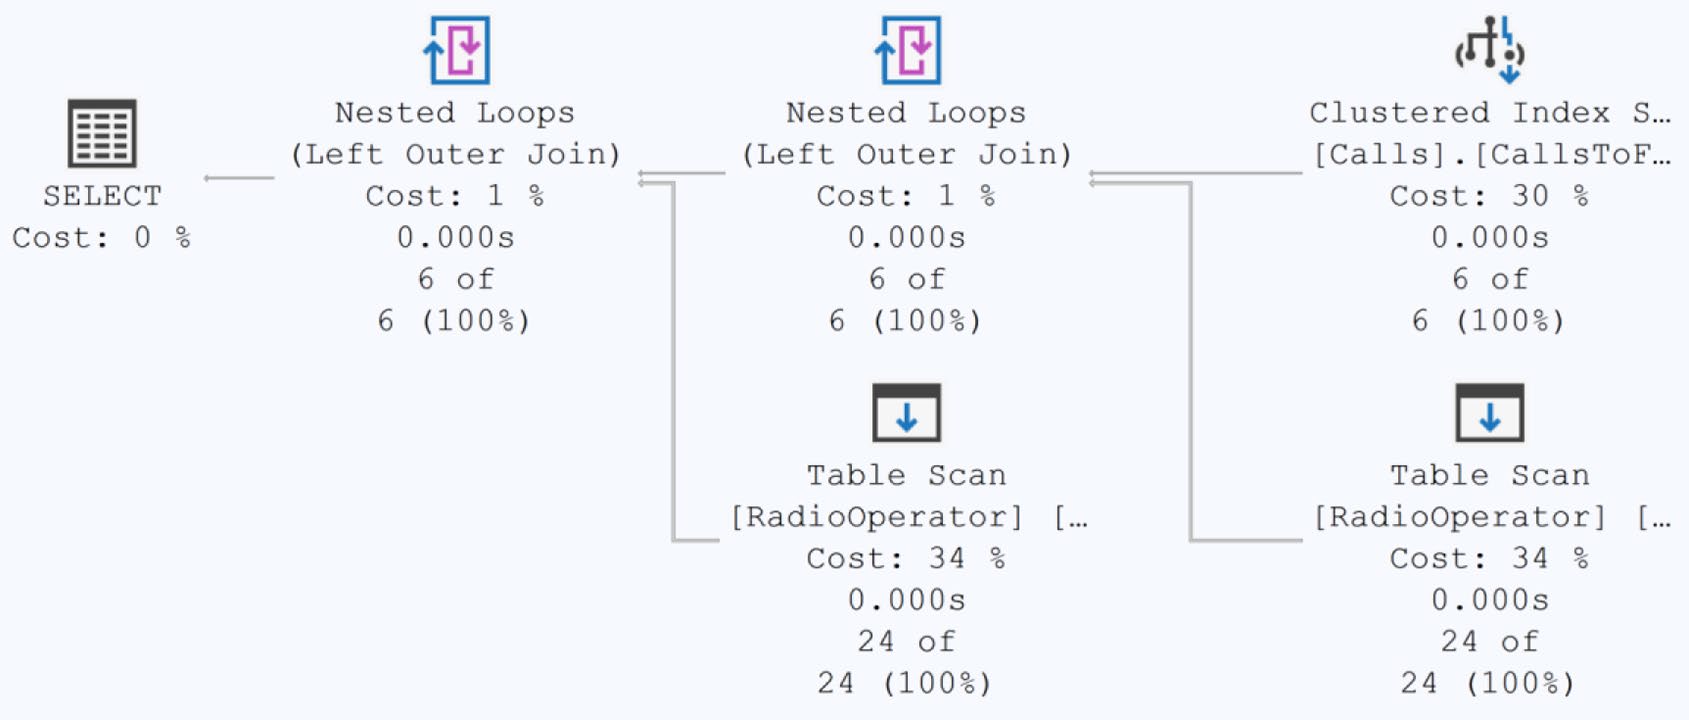 SELECT
Cost: 0 %
Nested Loops
(Left Outer Join)
Cost: 1 %
0.000s
6 of
6 (100%)
Nested Loops
(Left Outer Join)
Cost: 1 %
0.000s
6 of
6 (100%)
Clustered Index S…
[Calls].[CallsToF…
Cost: 30 %
0.000s
6 of
6 (100%)
Table Scan
[RadioOperator] […
Cost: 34 %
0.000s
24 of
24 (100%)
Table Scan
[RadioOperator] […
Cost: 34 %
0.000s
24 of
24 (100%)